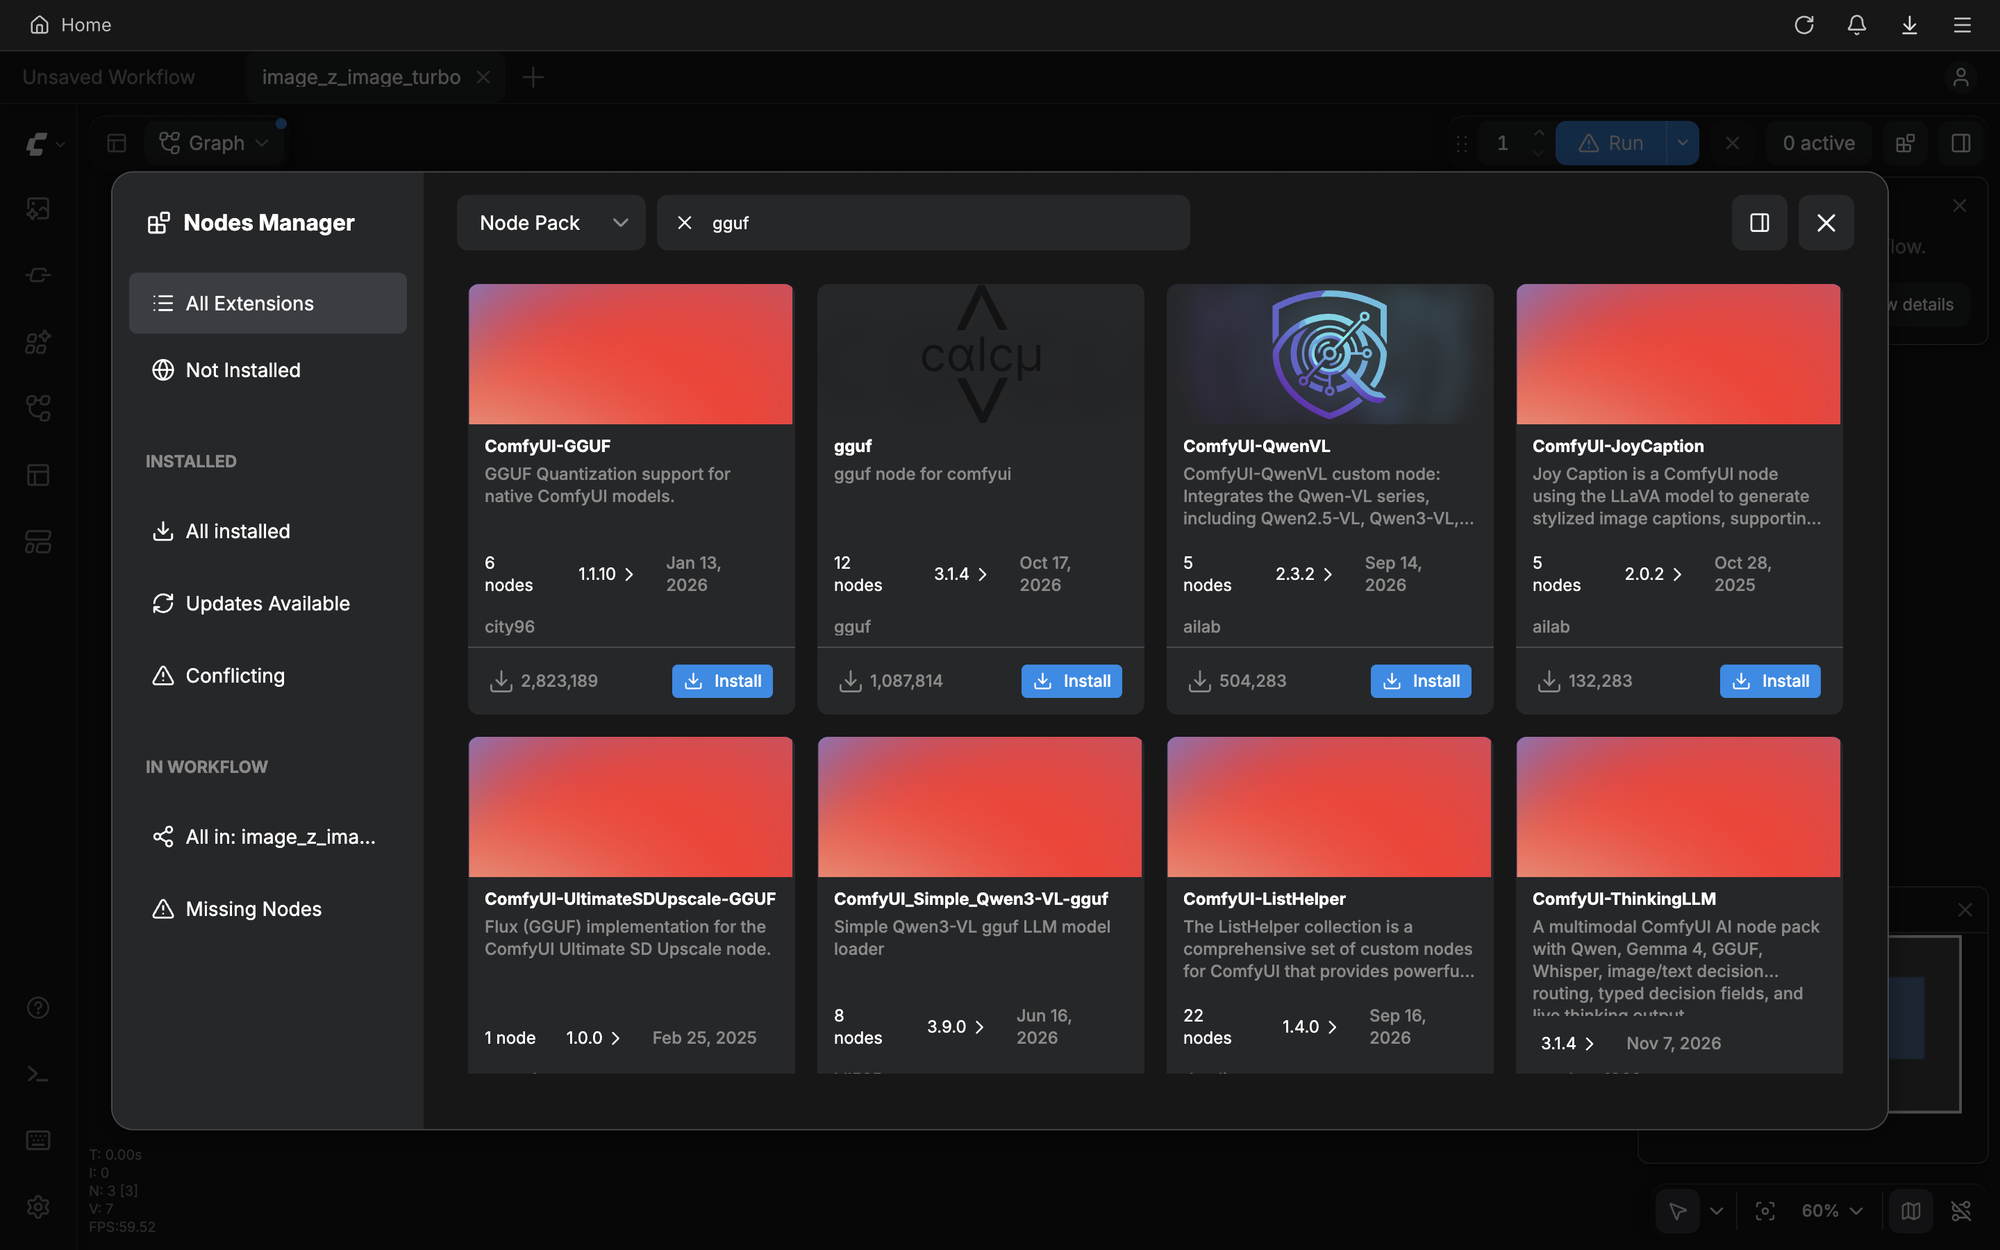 Home
Unsaved Workflow
image_z_image_turbo
Graph
1
Run
0 active
Nodes Manager
Node Pack
gguf
flow.
w details
All Extensions
Not Installed
INSTALLED
All installed
Updates Available
Conflicting
IN WORKFLOW
All in: image_z_ima...
Missing Nodes
ComfyUI-GGUF
GGUF Quantization support for
native ComfyUI models.
6
nodes
1.1.10
Jan 13,
2026
city96
2,823,189
Install
cαlcμ
gguf
gguf node for comfyui
12
nodes
3.1.4
Oct 17,
2026
gguf
1,087,814
Install
ComfyUI-QwenVL
ComfyUI-QwenVL custom node:
Integrates the Qwen-VL series,
including Qwen2.5-VL, Qwen3-VL,...
5
nodes
2.3.2
Sep 14,
2026
ailab
504,283
Install
ComfyUI-JoyCaption
Joy Caption is a ComfyUI node
using the LLaVA model to generate
stylized image captions, supportin...
5
nodes
2.0.2
Oct 28,
2025
ailab
132,283
Install
ComfyUI-UltimateSDUpscale-GGUF
Flux (GGUF) implementation for the
ComfyUI Ultimate SD Upscale node.
1 node
1.0.0
Feb 25, 2025
ComfyUI_Simple_Qwen3-VL-gguf
Simple Qwen3-VL gguf LLM model
loader
8
nodes
3.9.0
Jun 16,
2026
ComfyUI-ListHelper
The ListHelper collection is a
comprehensive set of custom nodes
for ComfyUI that provides powerfu...
22
nodes
1.4.0
Sep 16,
2026
ComfyUI-ThinkingLLM
A multimodal ComfyUI AI node pack
with Qwen, Gemma 4, GGUF,
Whisper, image/text decision...
routing, typed decision fields, and
live thinking output
3.1.4
Nov 7, 2026
T: 0.00s
I: 0
N: 3 [3]
V: 7
FPS:59.52
60%